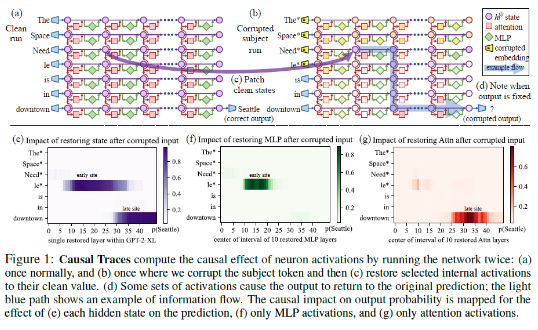 (a)
Clean run
The
Space
Need
le
is
in
downtown
Seattle
(correct output)
(b)
Corrupted subject run
The*
Space*
Need*
le*
is
in
downtown
?
(corrupted output)
(c) Patch clean states
(d) Note when output is fixed
state
attention
MLP
corrupted embedding
example flow
(e) Impact of restoring state after corrupted input
The*
Space*
Need*
le*
is
in
downtown
early site
late site
0 5 10 15 20 25 30 35 40 45
single restored layer within GPT-2-XL
0.8
0.6
0.4
0.2
p(Seattle)
(f) Impact of restoring MLP after corrupted input
The*
Space*
Need*
le*
is
in
downtown
early site
0 5 10 15 20 25 30 35 40
center of interval of 10 restored MLP layers
0.8
0.6
0.4
0.2
p(Seattle)
(g) Impact of restoring Attn after corrupted input
The*
Space*
Need*
le*
is
in
downtown
late site
0 5 10 15 20 25 30 35 40
center of interval of 10 restored Attn layers
0.8
0.6
0.4
0.2
p(Seattle)
Figure 1: Causal Traces compute the causal effect of neuron activations by running the network twice: (a)
once normally, and (b) once where we corrupt the subject token and then (c) restore selected internal activations
to their clean value. (d) Some sets of activations cause the output to return to the original prediction; the light
blue path shows an example of information flow. The causal impact on output probability is mapped for the
effect of (e) each hidden state on the prediction, (f) only MLP activations, and (g) only attention activations.